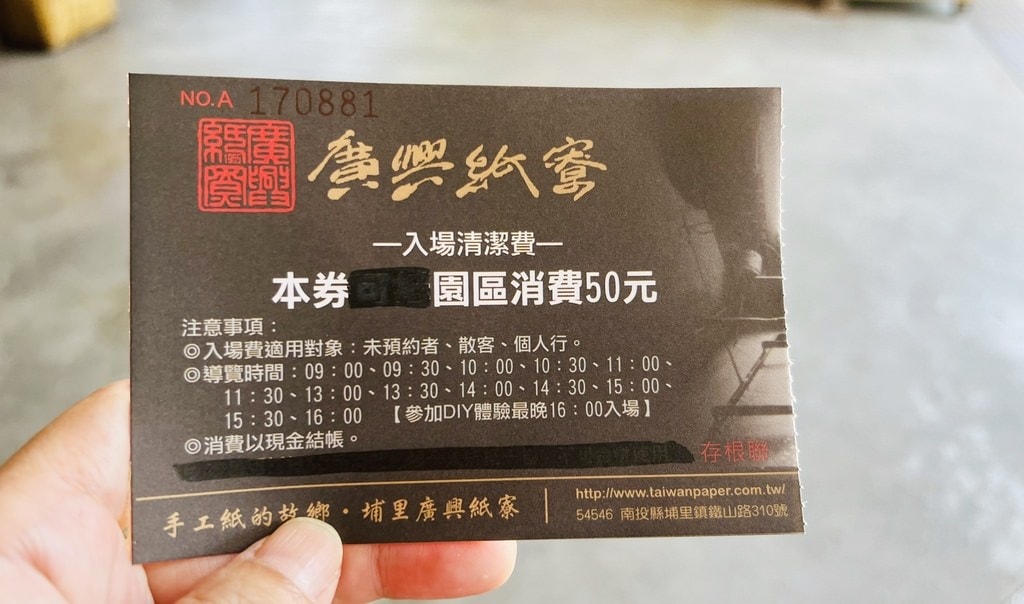 NO.A 170881
廣興紙寮
—入場清潔費—
本券 園區消費50元
注意事項：
◎入場費適用對象：未預約者、散客、個人行。
◎導覽時間：09：00、09：30、10：00、10：30、11：00、
11：30、13：00、13：30、14：00、14：30、15：00、
15：30、16：00 【參加DIY體驗最晚16：00入場】
◎消費以現金結帳。
存根聯
手工紙的故鄉・埔里廣興紙寮
http://www.taiwanpaper.com.tw/
54546 南投縣埔里鎮鐵山路310號